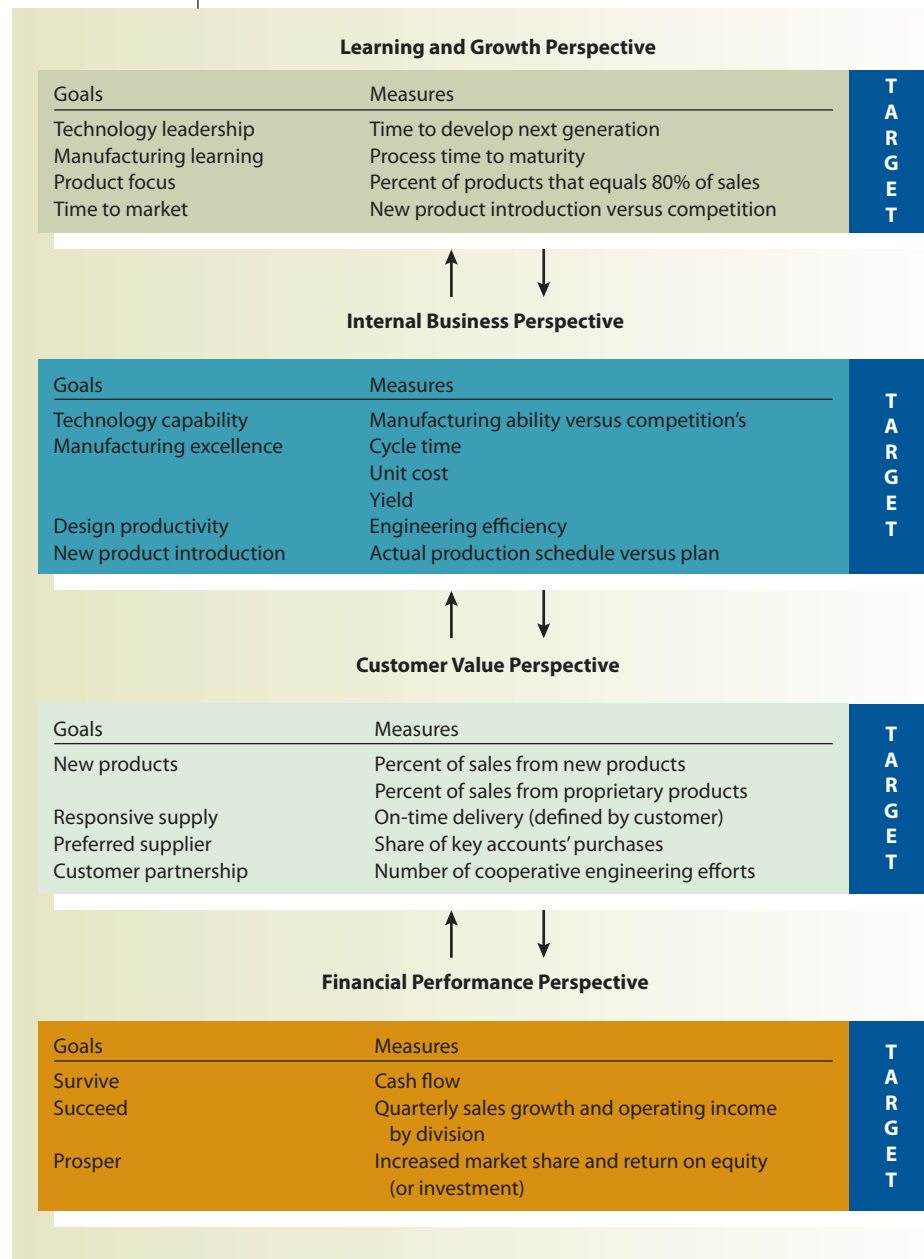 Learning and Growth Perspective
Goals Measures
Technology leadership Time to develop next generation
Manufacturing learning Process time to maturity
Product focus Percent of products that equals 80% of sales
Time to market New product introduction versus competition
TARGET
Internal Business Perspective
Goals Measures
Technology capability Manufacturing ability versus competition's
Manufacturing excellence Cycle time
Unit cost
Yield
Design productivity Engineering efficiency
New product introduction Actual production schedule versus plan
TARGET
Customer Value Perspective
Goals Measures
New products Percent of sales from new products
Percent of sales from proprietary products
Responsive supply On-time delivery (defined by customer)
Preferred supplier Share of key accounts' purchases
Customer partnership Number of cooperative engineering efforts
TARGET
Financial Performance Perspective
Goals Measures
Survive Cash flow
Succeed Quarterly sales growth and operating income
by division
Prosper Increased market share and return on equity
(or investment)
TARGET